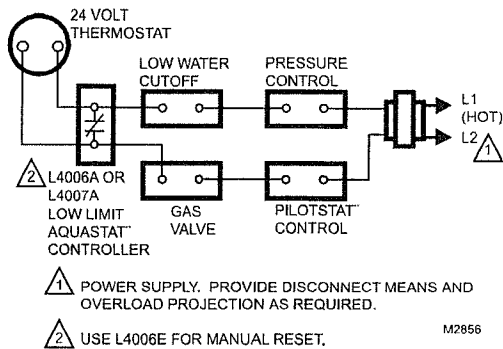 24 VOLT
THERMOSTAT
LOW WATER
CUTOFF
PRESSURE
CONTROL
L1
(HOT)
L2
1
2
L4006A OR
L4007A
LOW LIMIT
AQUASTAT¨
CONTROLLER
GAS
VALVE
PILOTSTAT¨
CONTROL
1 POWER SUPPLY. PROVIDE DISCONNECT MEANS AND
OVERLOAD PROJECTION AS REQUIRED.
2 USE L4006E FOR MANUAL RESET.
M2856